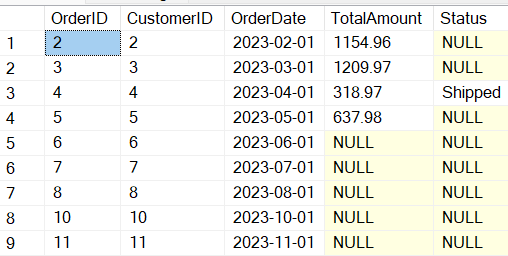 OrderID CustomerID OrderDate TotalAmount Status
1 2 2 2023-02-01 1154.96 NULL
2 3 3 2023-03-01 1209.97 NULL
3 4 4 2023-04-01 318.97 Shipped
4 5 5 2023-05-01 637.98 NULL
5 6 6 2023-06-01 NULL NULL
6 7 7 2023-07-01 NULL NULL
7 8 8 2023-08-01 NULL NULL
8 10 10 2023-10-01 NULL NULL
9 11 11 2023-11-01 NULL NULL